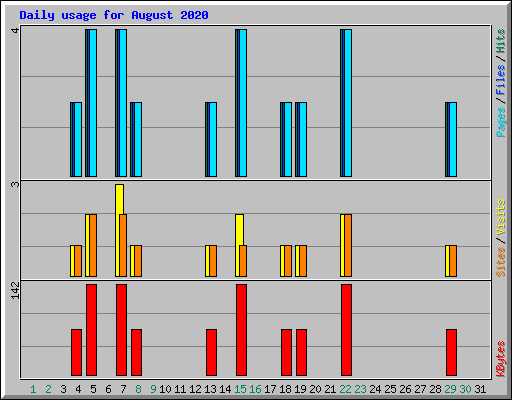 Daily usage for August 2020
4
Pages / Files / Hits
3
Sites / Visits
142
KBytes
1 2 3 4 5 6 7 8 9 10 11 12 13 14 15 16 17 18 19 20 21 22 23 24 25 26 27 28 29 30 31